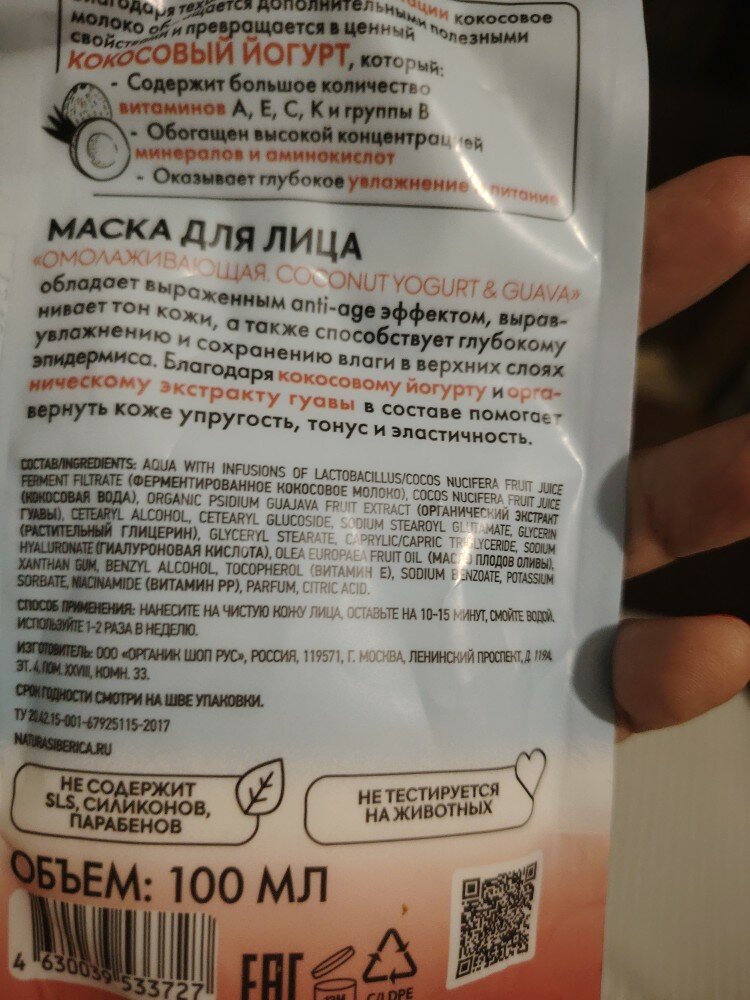 кокосовое
молоко и превращается в ценный
КОКОСОВЫЙ ЙОГУРТ, который:
- Содержит большое количество
витаминов А, Е, С, К и группы В
- Обогащен высокой концентрацией
минералов и аминокислот
- Оказывает глубокое увлажнение питание
МАСКА ДЛЯ ЛИЦА
«ОМОЛАЖИВАЮЩАЯ. COCONUT YOGURT & GUAVA»
обладает выраженным anti-age эффектом, вырав-
нивает тон кожи, а также способствует глубокому
увлажнению и сохранению влаги в верхних слоях
эпидермиса. Благодаря кокосовому йогурту и орга-
ническому экстракту гуавы в составе помогает
вернуть коже упругость, тонус и эластичность.
СОСТАВ/INGREDIENTS: AQUA WITH INFUSIONS OF LACTOBACILLUS/COCOS NUCIFERA FRUIT JUICE
FERMENT FILTRATE (ФЕРМЕНТИРОВАННОЕ КОКОСОВОЕ МОЛОКО), COCOS NUCIFERA FRUIT JUICE
(КОКОСОВАЯ ВОДА), ORGANIC PSIDIUM GUAJAVA FRUIT EXTRACT (ОРГАНИЧЕСКИЙ ЭКСТРАКТ
ГУАВЫ), CETEARYL ALCOHOL, CETEARYL GLUCOSIDE, SODIUM STEAROYL GLUTAMATE, GLYCERIN
(РАСТИТЕЛЬНЫЙ ГЛИЦЕРИН), GLYCERYL STEARATE, CAPRYLIC/CAPRIC TRIGLYCERIDE, SODIUM
HYALURONATE (ГИАЛУРОНОВАЯ КИСЛОТА), OLEA EUROPAEA FRUIT OIL (МАСЛО ПЛОДОВ ОЛИВЫ),
XANTHAN GUM, BENZYL ALCOHOL, TOCOPHEROL (ВИТАМИН Е), SODIUM BENZOATE, POTASSIUM
SORBATE, NIACINAMIDE (ВИТАМИН РР), PARFUM, CITRIC ACID.
СПОСОБ ПРИМЕНЕНИЯ: НАНЕСИТЕ НА ЧИСТУЮ КОЖУ ЛИЦА, ОСТАВЬТЕ НА 10-15 МИНУТ, СМОЙТЕ ВОДОЙ.
ИСПОЛЬЗУЙТЕ 1-2 РАЗА В НЕДЕЛЮ.
ИЗГОТОВИТЕЛЬ: ООО «ОРГАНИК ШОП РУС», РОССИЯ, 119571, Г. МОСКВА, ЛЕНИНСКИЙ ПРОСПЕКТ, Д. 119А,
ЭТ. 4, ПОМ. XXVIII, КОМН. 33.
СРОК ГОДНОСТИ СМОТРИ НА ШВЕ УПАКОВКИ.
ТУ 20.42.15-001-67925115-2017
NATURASIBERICA.RU
НЕ СОДЕРЖИТ
SLS, СИЛИКОНОВ,
ПАРАБЕНОВ
НЕ ТЕСТИРУЕТСЯ
НА ЖИВОТНЫХ
ОБЪЕМ: 100 МЛ
4 630039 533727
EAC
12M
C/LDPE